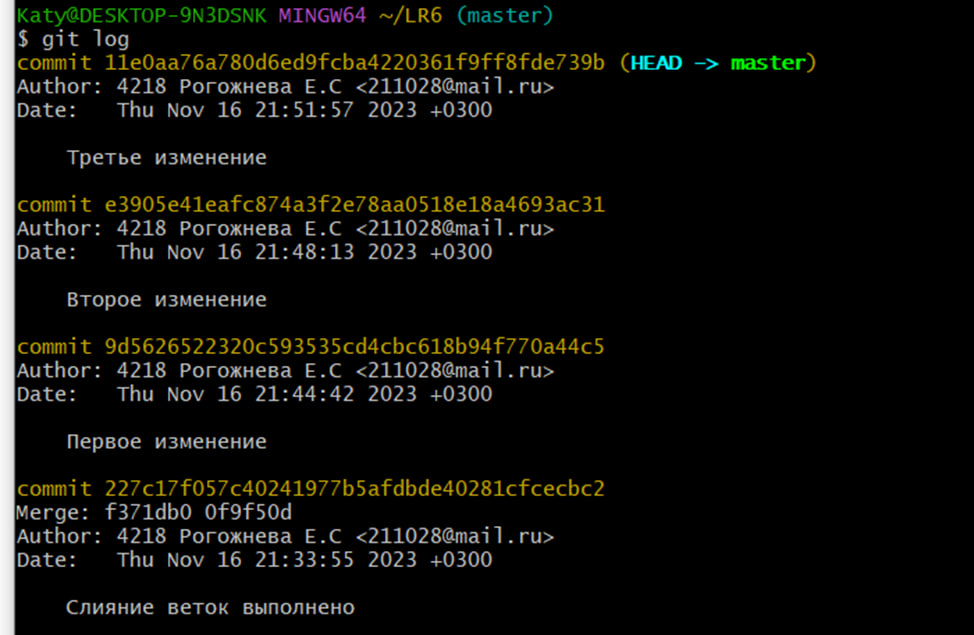 Katy@DESKTOP-9N3DSNK MINGW64 ~/LR6 (master)
$ git log
commit 11e0aa76a780d6ed9fcba4220361f9ff8fde739b (HEAD -> master)
Author: 4218 Рогожнева Е.С <211028@mail.ru>
Date:   Thu Nov 16 21:51:57 2023 +0300
Третье изменение
commit e3905e41eafc874a3f2e78aa0518e18a4693ac31
Author: 4218 Рогожнева Е.С <211028@mail.ru>
Date:   Thu Nov 16 21:48:13 2023 +0300
Второе изменение
commit 9d5626522320c593535cd4cbc618b94f770a44c5
Author: 4218 Рогожнева Е.С <211028@mail.ru>
Date:   Thu Nov 16 21:44:42 2023 +0300
Первое изменение
commit 227c17f057c40241977b5afdbde40281cfcecbc2
Merge: f371db0 0f9f50d
Author: 4218 Рогожнева Е.С <211028@mail.ru>
Date:   Thu Nov 16 21:33:55 2023 +0300
Слияние веток выполнено